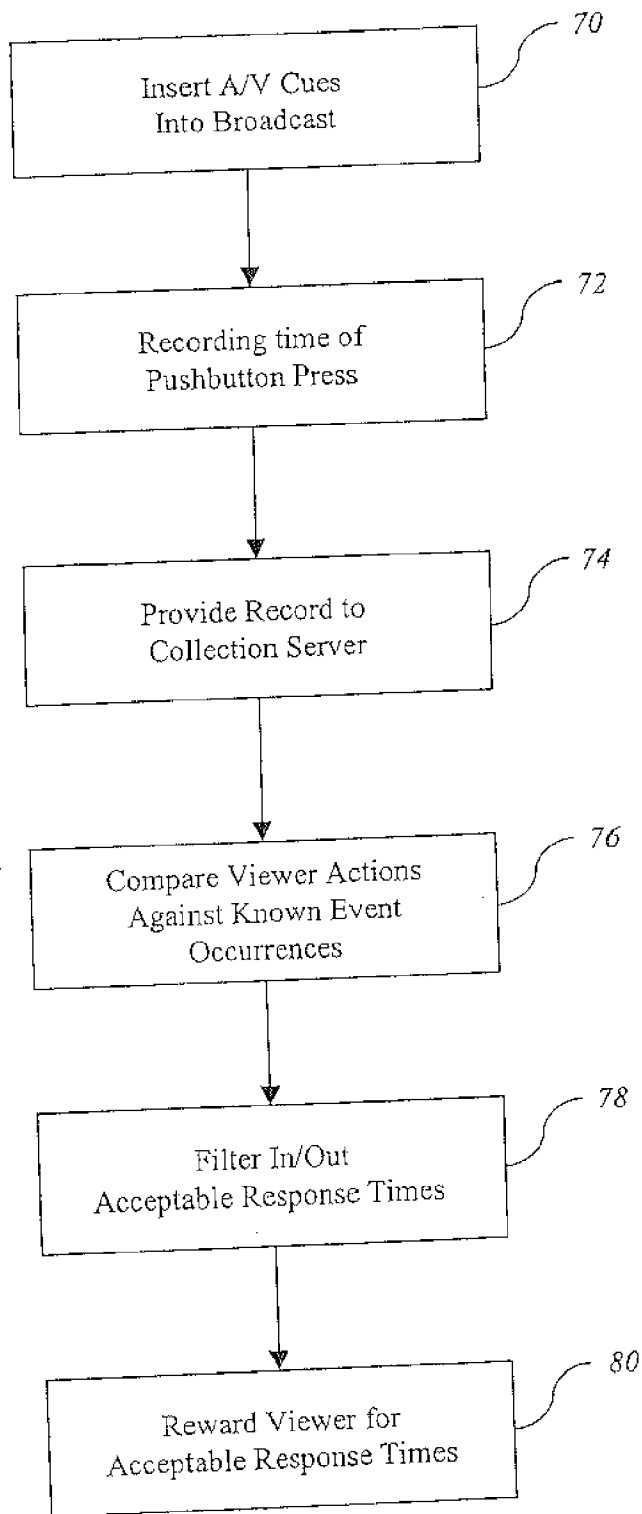 70
Insert A/V Cues
Into Broadcast
72
Recording time of
Pushbutton Press
74
Provide Record to
Collection Server
76
Compare Viewer Actions
Against Known Event
Occurrences
78
Filter In/Out
Acceptable Response Times
80
Reward Viewer for
Acceptable Response Times